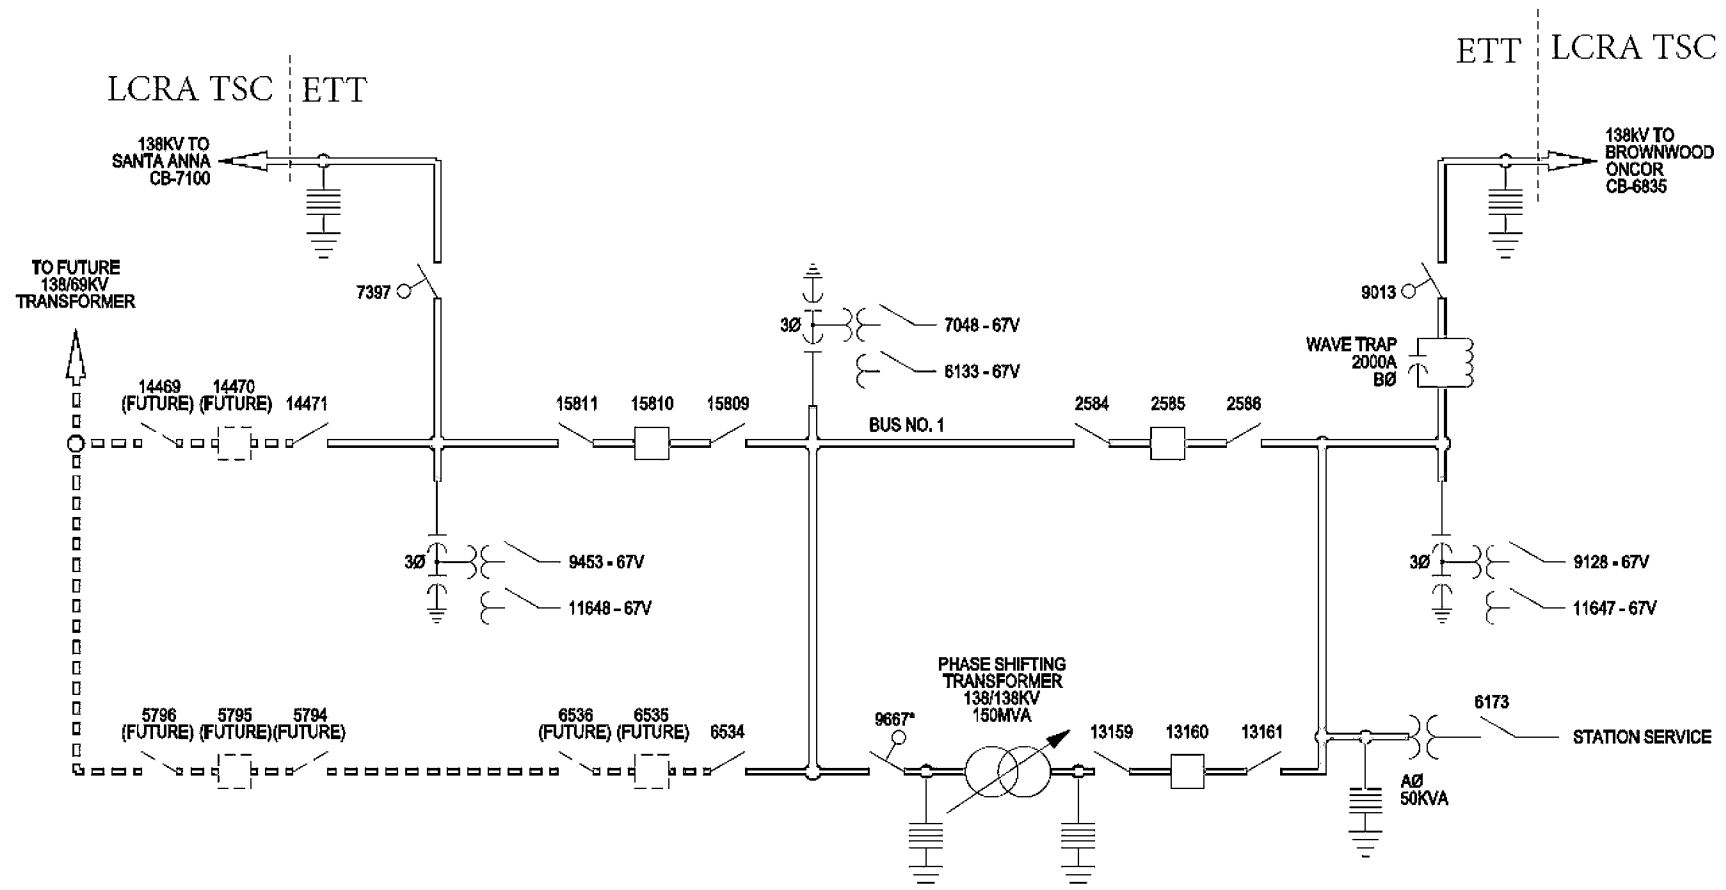 ETT LCRA TSC
LCRA TSC ETT
138KV TO
SANTA ANNA
CB-7100
138kV TO
BROWNWOOD
ONCOR
CB-6835
TO FUTURE
138/69KV
TRANSFORMER
7397
9013
3Ø
7048 - 67V
6133 - 67V
WAVE TRAP
2000A
BØ
14469
(FUTURE)
14470
(FUTURE)
14471
15811
15810
15809
BUS NO. 1
2584
2585
2586
3Ø
9453 - 67V
11648 - 67V
3Ø
9128 - 67V
11647 - 67V
PHASE SHIFTING
TRANSFORMER
138/138KV
150MVA
5796
(FUTURE)
5795
(FUTURE)
5794
(FUTURE)
6536
(FUTURE)
6535
(FUTURE)
6534
9667*
13159
13160
13161
6173
STATION SERVICE
AØ
50KVA